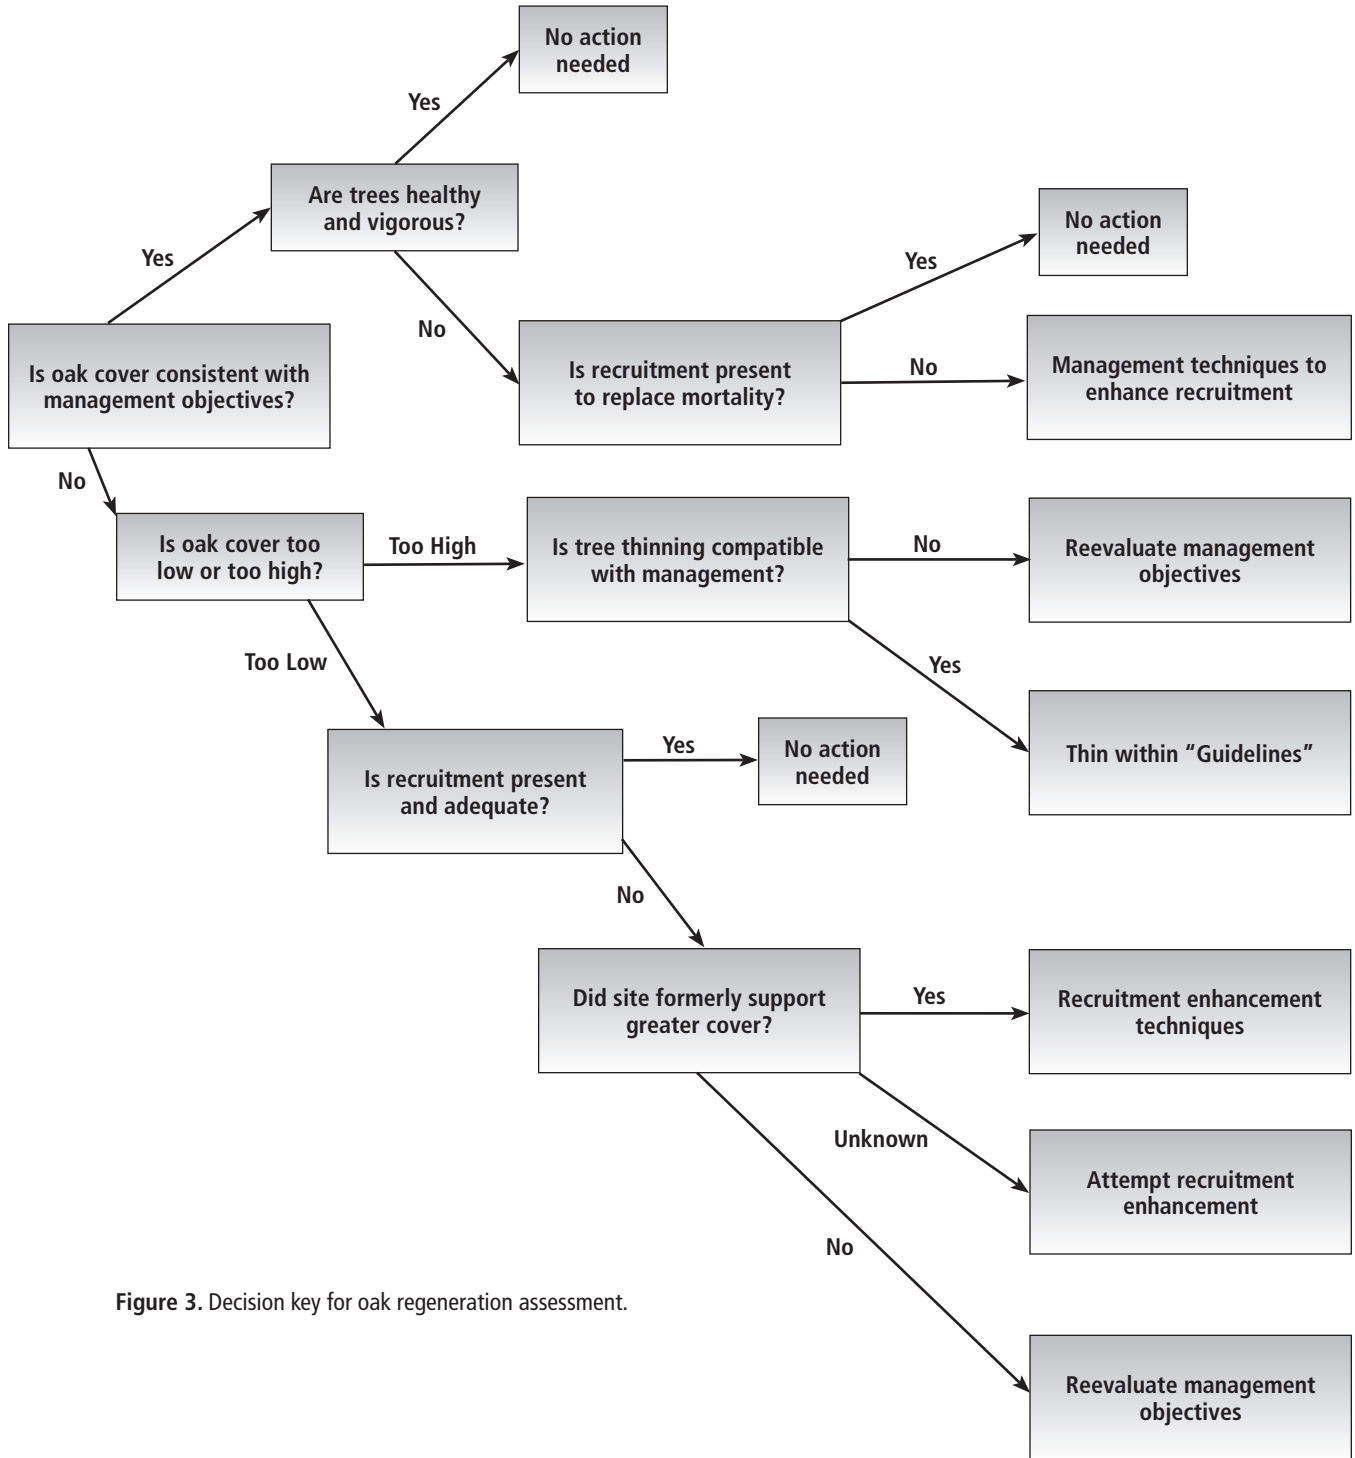 No action
needed
Yes
Are trees healthy
and vigorous?
No action
needed
Yes
Yes
No
Is oak cover consistent with
management objectives?
Is recruitment present
to replace mortality?
No
Management techniques to
enhance recruitment
No
Is oak cover too
low or too high?
Too High
Is tree thinning compatible
with management?
No
Reevaluate management
objectives
Too Low
Yes
Thin within “Guidelines”
Is recruitment present
and adequate?
Yes
No action
needed
No
Did site formerly support
greater cover?
Yes
Recruitment enhancement
techniques
Unknown
Attempt recruitment
enhancement
No
Figure 3. Decision key for oak regeneration assessment.
Reevaluate management
objectives